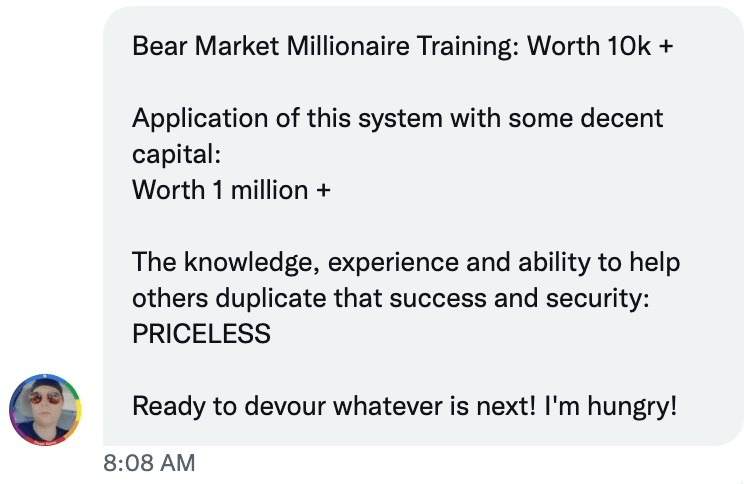 Bear Market Millionaire Training: Worth 10k +
Application of this system with some decent
capital:
Worth 1 million +
The knowledge, experience and ability to help
others duplicate that success and security:
PRICELESS
Ready to devour whatever is next! I'm hungry!
8:08 AM